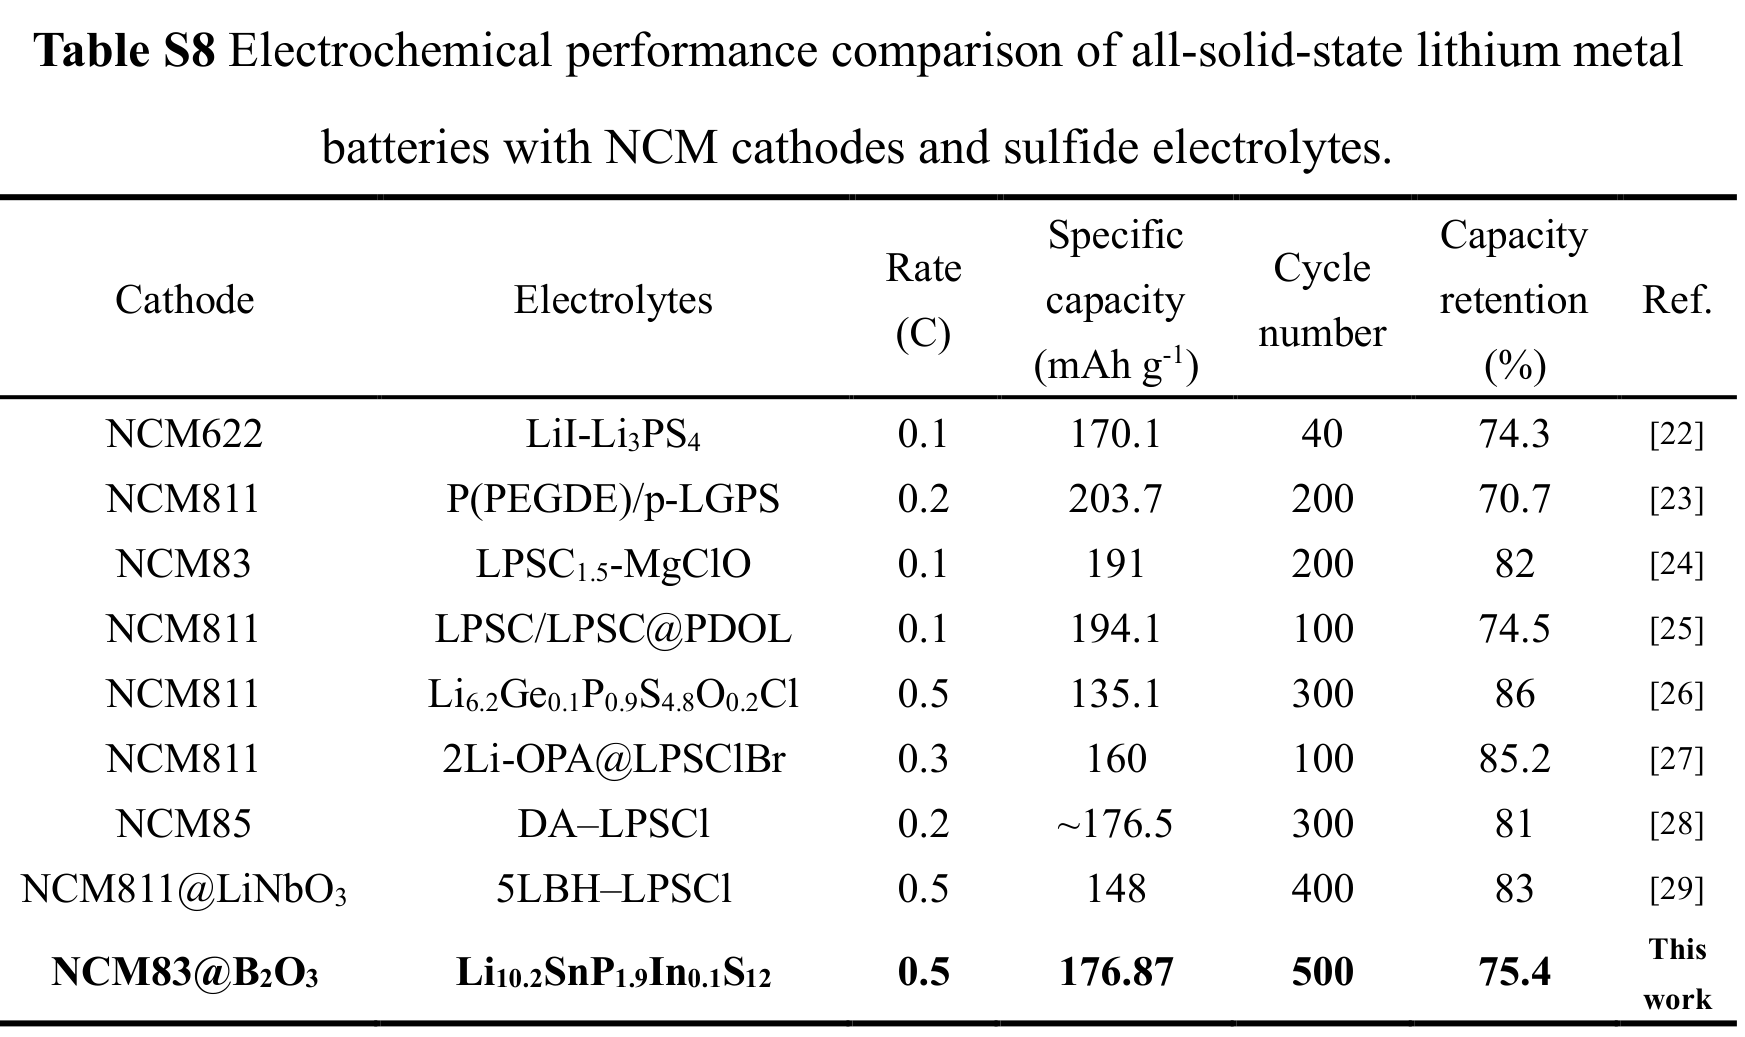 Table S8 Electrochemical performance comparison of all-solid-state lithium metal
batteries with NCM cathodes and sulfide electrolytes.
Cathode Electrolytes Rate (C) Specific capacity (mAh g⁻¹) Cycle number Capacity retention (%) Ref.
NCM622 LiI-Li₃PS₄ 0.1 170.1 40 74.3 [22]
NCM811 P(PEGDE)/p-LGPS 0.2 203.7 200 70.7 [23]
NCM83 LPSC₁.₅-MgClO 0.1 191 200 82 [24]
NCM811 LPSC/LPSC@PDOL 0.1 194.1 100 74.5 [25]
NCM811 Li₆.₂Ge₀.₁P₀.₉S₄.₈O₀.₂Cl 0.5 135.1 300 86 [26]
NCM811 2Li-OPA@LPSClBr 0.3 160 100 85.2 [27]
NCM85 DA–LPSCl 0.2 ~176.5 300 81 [28]
NCM811@LiNbO₃ 5LBH–LPSCl 0.5 148 400 83 [29]
NCM83@B₂O₃ Li₁₀.₂SnP₁.₉In₀.₁S₁₂ 0.5 176.87 500 75.4 This work